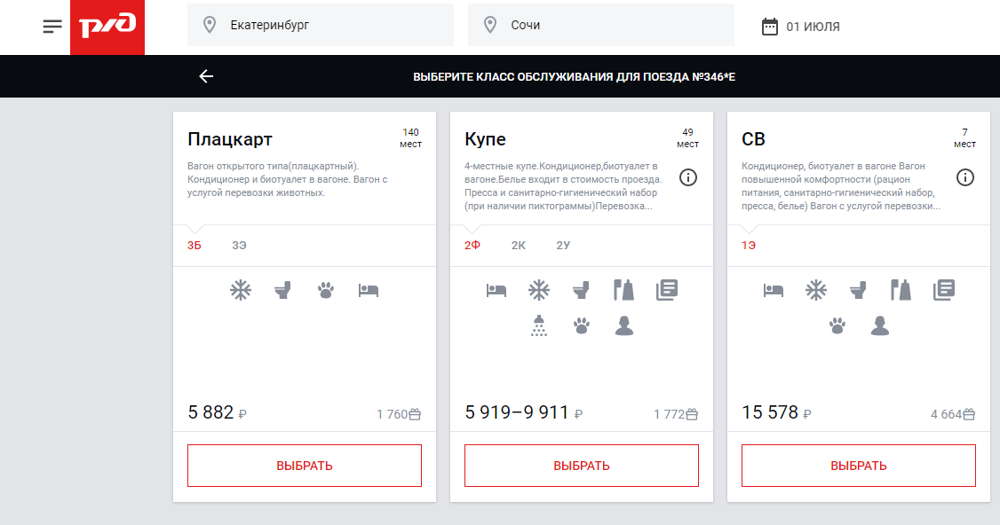 РЖД
Екатеринбург
Сочи
01 ИЮЛЯ
ВЫБЕРИТЕ КЛАСС ОБСЛУЖИВАНИЯ ДЛЯ ПОЕЗДА №346*Е
Плацкарт
140
мест
Вагон открытого типа(плацкартный).
Кондиционер и биотуалет в вагоне. Вагон с
услугой перевозки животных.
3Б 3Э
5 882 ₽
1 760
ВЫБРАТЬ
Купе
49
мест
4-местные купе.Кондиционер,биотуалет в
вагоне.Белье входит в стоимость проезда.
Пресса и санитарно-гигиенический набор
(при наличии пиктограммы)Перевозка...
2Ф 2К 2У
5 919–9 911 ₽
1 772
ВЫБРАТЬ
СВ
7
мест
Кондиционер, биотуалет в вагоне Вагон
повышенной комфортности (рацион
питания, санитарно-гигиенический набор,
пресса, белье) Вагон с услугой перевозки...
1Э
15 578 ₽
4 664
ВЫБРАТЬ